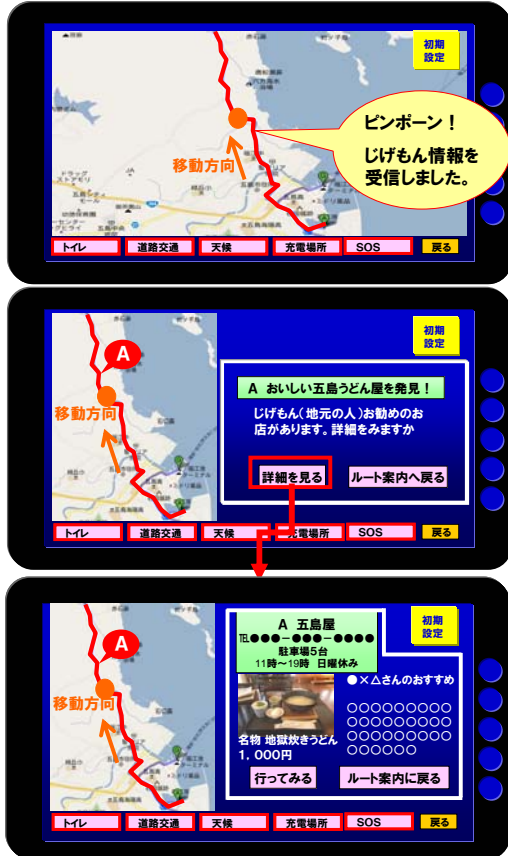 初期
設定
ピンポーン！
じげもん情報を
受信しました。
移動方向
トイレ
道路交通
天候
充電場所
SOS
戻る
初期
設定
A
移動方向
A おいしい五島うどん屋を発見！
じげもん（地元の人）お勧めのお
店があります。詳細をみますか
詳細を見る
ルート案内へ戻る
トイレ
道路交通
天候
充電場所
SOS
戻る
初期
設定
A
移動方向
A 五島屋
℡●●●－●●●－●●●●
駐車場5台
11時～19時 日曜休み
●×△さんのおすすめ
○○○○○○○○○
○○○○○○○○○
○○○○○○○○○
○○○○○○
名物 地獄炊きうどん
1，000円
行ってみる
ルート案内に戻る
トイレ
道路交通
天候
充電場所
SOS
戻る